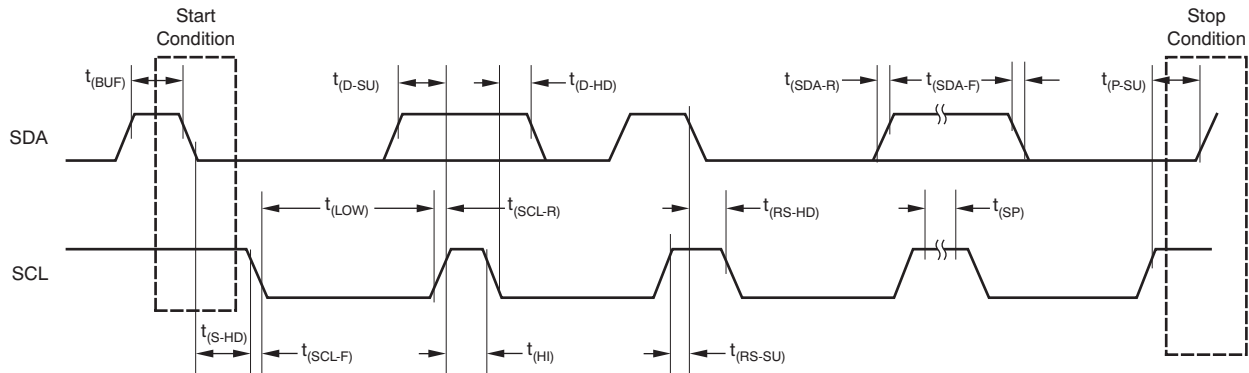 Start
Condition
Stop
Condition
t(BUF)
t(D-SU)
t(D-HD)
t(SDA-R)
t(SDA-F)
t(P-SU)
SDA
t(LOW)
t(SCL-R)
t(RS-HD)
t(SP)
SCL
t(S-HD)
t(SCL-F)
t(HI)
t(RS-SU)